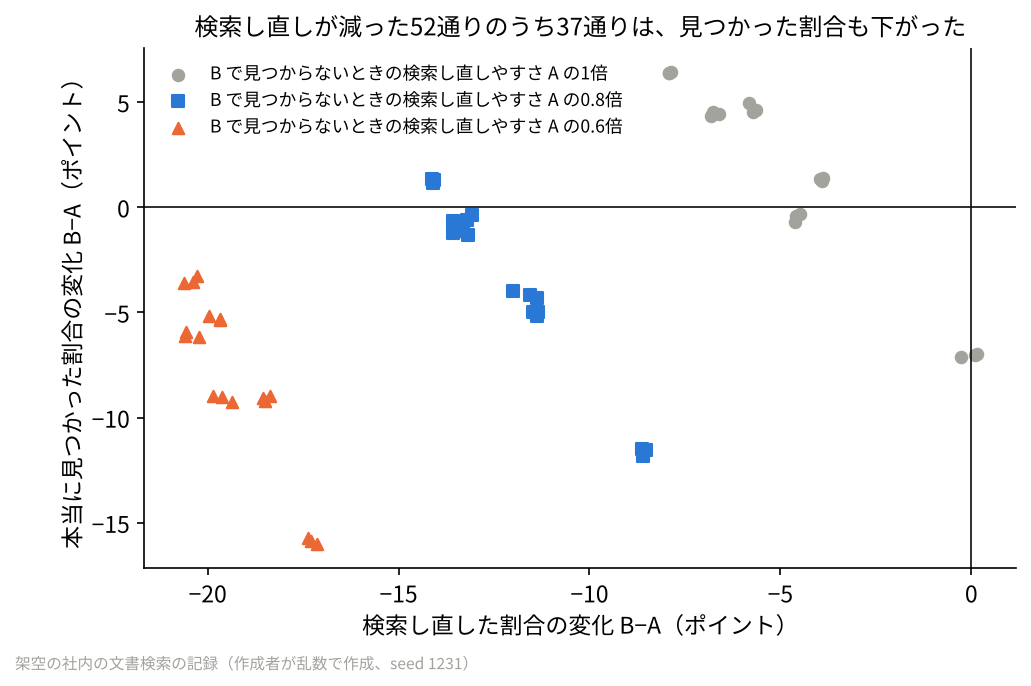 検索し直しが減った52通りのうち37通りは、見つかった割合も下がった
B で見つからないときの検索し直しやすさ A の1倍
B で見つからないときの検索し直しやすさ A の0.8倍
B で見つからないときの検索し直しやすさ A の0.6倍
本当に見つかった割合の変化 B−A（ポイント）
5
0
−5
−10
−15
−20
−15
−10
−5
0
検索し直した割合の変化 B−A（ポイント）
架空の社内の文書検索の記録（作成者が乱数で作成、seed 1231）